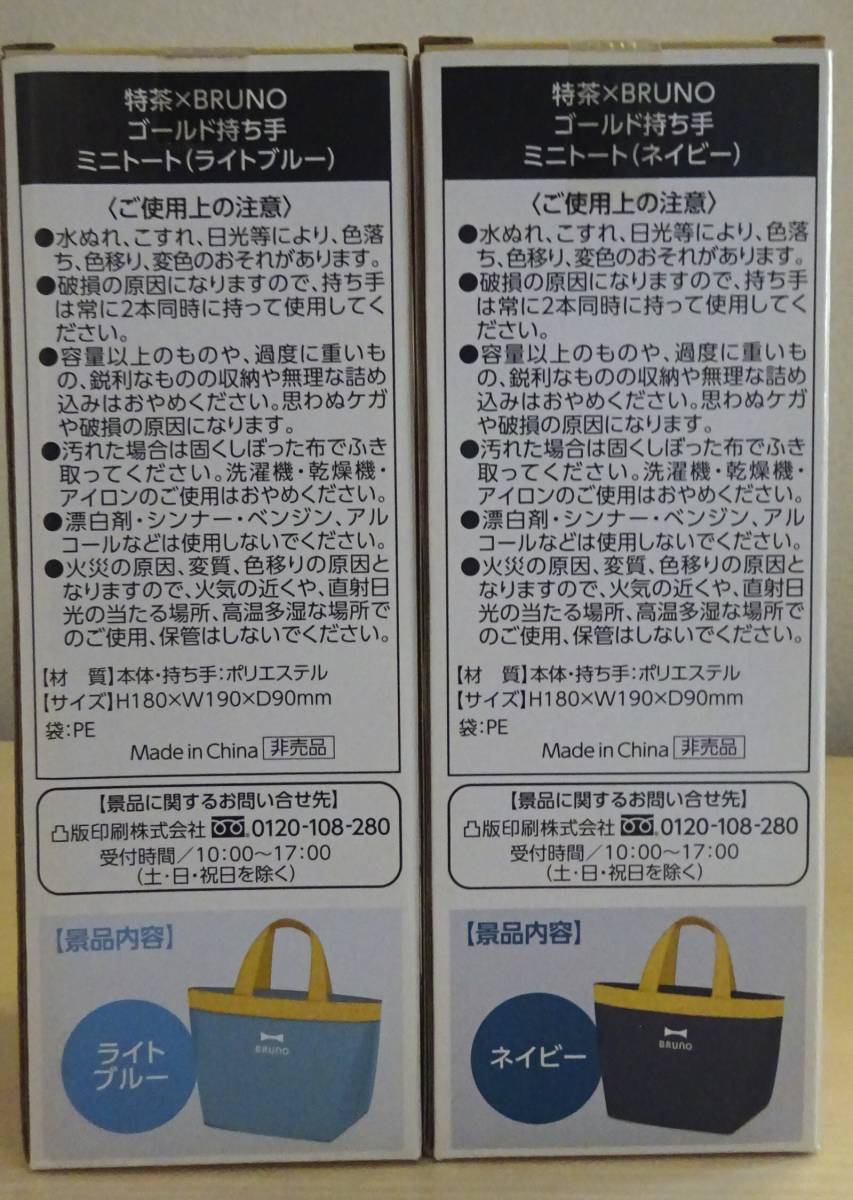 特茶×BRUNO
ゴールド持ち手
ミニトート(ライトブルー)
〈ご使用上の注意〉
●水ぬれ、こすれ、日光等により、色落
ち、色移り、変色のおそれがあります。
●破損の原因になりますので、持ち手
は常に2本同時に持って使用してく
ださい。
●容量以上のものや、過度に重いも
の、鋭利なものの収納や無理な詰め
込みはおやめください。思わぬケガ
や破損の原因になります。
●汚れた場合は固くしぼった布でふき
取ってください。洗濯機・乾燥機・
アイロンのご使用はおやめください。
●漂白剤・シンナー・ベンジン、アル
コールなどは使用しないでください。
●火災の原因、変質、色移りの原因と
なりますので、火気の近くや、直射日
光の当たる場所、高温多湿な場所で
のご使用、保管はしないでください。
【材　質】本体・持ち手：ポリエステル
【サイズ】H180×W190×D90mm
袋：PE
Made in China 非売品
【景品に関するお問い合せ先】
凸版印刷株式会社 0120-108-280
受付時間／10：00～17：00
(土・日・祝日を除く)
【景品内容】
ライト
ブルー
BRUNO
特茶×BRUNO
ゴールド持ち手
ミニトート(ネイビー)
〈ご使用上の注意〉
●水ぬれ、こすれ、日光等により、色落
ち、色移り、変色のおそれがあります。
●破損の原因になりますので、持ち手
は常に2本同時に持って使用してく
ださい。
●容量以上のものや、過度に重いも
の、鋭利なものの収納や無理な詰め
込みはおやめください。思わぬケガ
や破損の原因になります。
●汚れた場合は固くしぼった布でふき
取ってください。洗濯機・乾燥機・
アイロンのご使用はおやめください。
●漂白剤・シンナー・ベンジン、アル
コールなどは使用しないでください。
●火災の原因、変質、色移りの原因と
なりますので、火気の近くや、直射日
光の当たる場所、高温多湿な場所で
のご使用、保管はしないでください。
【材　質】本体・持ち手：ポリエステル
【サイズ】H180×W190×D90mm
袋：PE
Made in China 非売品
【景品に関するお問い合せ先】
凸版印刷株式会社 0120-108-280
受付時間／10：00～17：00
(土・日・祝日を除く)
【景品内容】
ネイビー
BRUNO